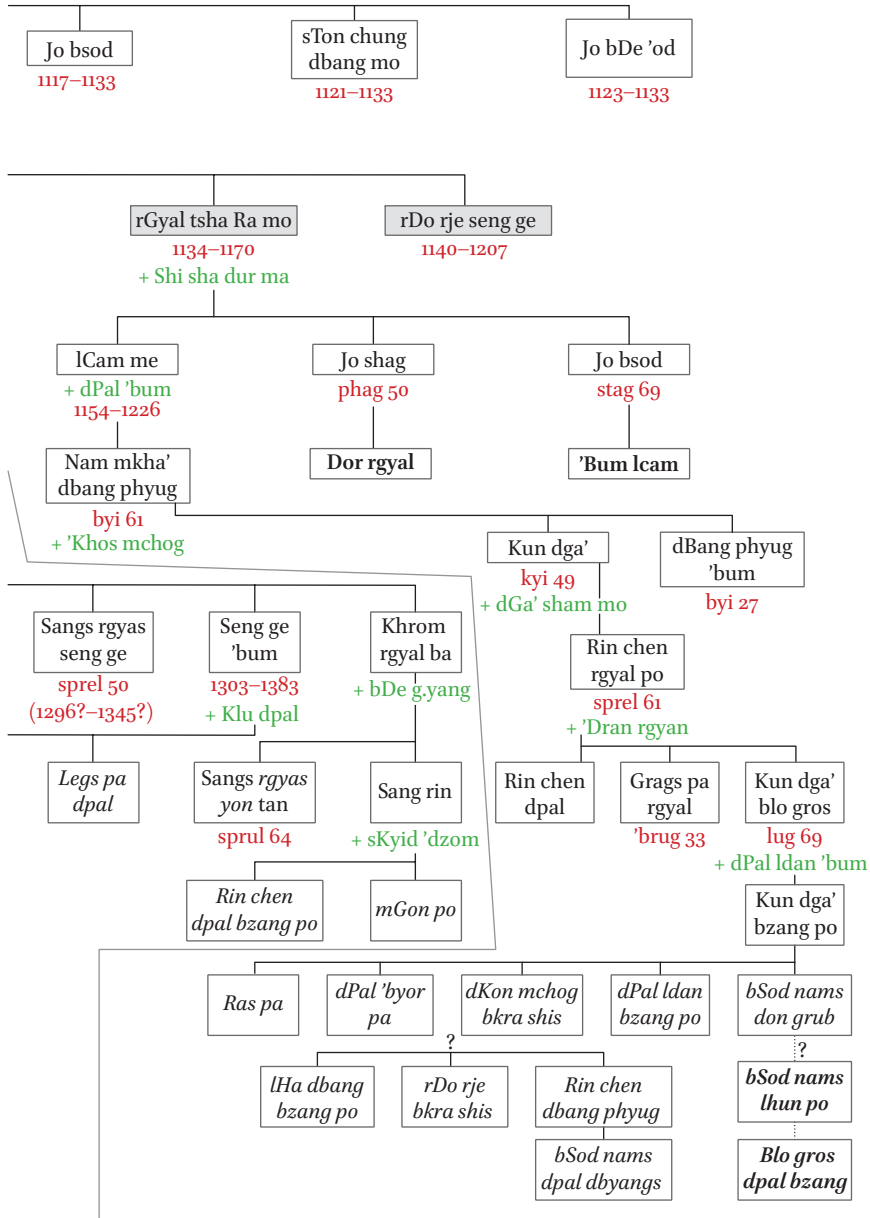 Jo bsod
1117–1133
sTon chung
dbang mo
1121–1133
Jo bDe ’od
1123–1133
rGyal tsha Ra mo
1134–1170
+ Shi sha dur ma
rDo rje seng ge
1140–1207
lCam me
+ dPal ’bum
1154–1226
Jo shag
phag 50
Jo bsod
stag 69
Nam mkha’
dbang phyug
byi 61
+ ’Khos mchog
Dor rgyal
’Bum lcam
Kun dga’
kyi 49
+ dGa’ sham mo
dBang phyug
’bum
byi 27
Sangs rgyas
seng ge
sprel 50
(1296?–1345?)
Seng ge
’bum
1303–1383
+ Klu dpal
Khrom
rgyal ba
+ bDe g.yang
Rin chen
rgyal po
sprel 61
+ ’Dran rgyan
Legs pa
dpal
Sangs rgyas
yon tan
sprul 64
Sang rin
+ sKyid ’dzom
Rin chen
dpal
Grags pa
rgyal
’brug 33
Kun dga’
blo gros
lug 69
+ dPal ldan ’bum
Rin chen
dpal bzang po
mGon po
Kun dga’
bzang po
Ras pa
dPal ’byor
pa
dKon mchog
bkra shis
dPal ldan
bzang po
bSod nams
don grub
?
?
lHa dbang
bzang po
rDo rje
bkra shis
Rin chen
dbang phyug
bSod nams
lhun po
bSod nams
dpal dbyangs
Blo gros
dpal bzang